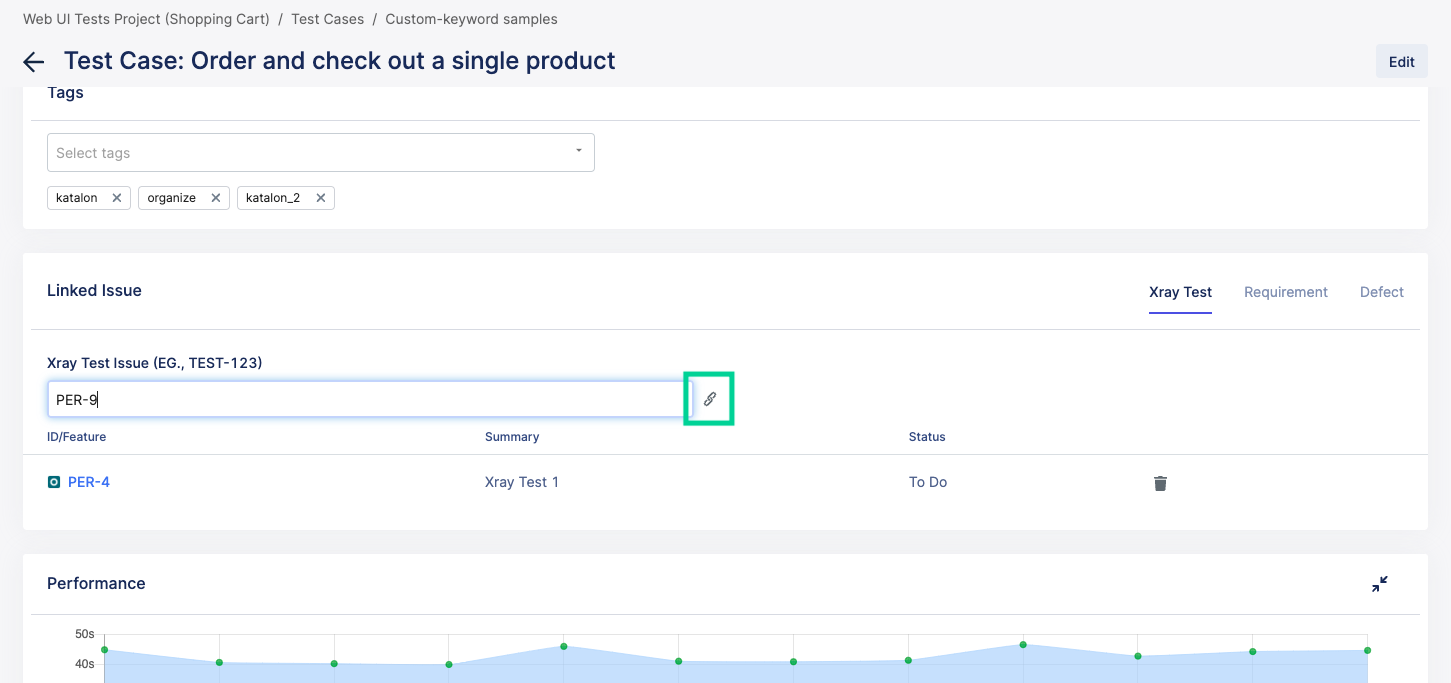 Web UI Tests Project (Shopping Cart) / Test Cases / Custom-keyword samples
Test Case: Order and check out a single product
Edit
Tags
Select tags
katalon organize katalon_2
Linked Issue
Xray Test Requirement Defect
Xray Test Issue (EG., TEST-123)
PER-9
ID/Feature Summary Status
PER-4 Xray Test 1 To Do
Performance
50s
40s